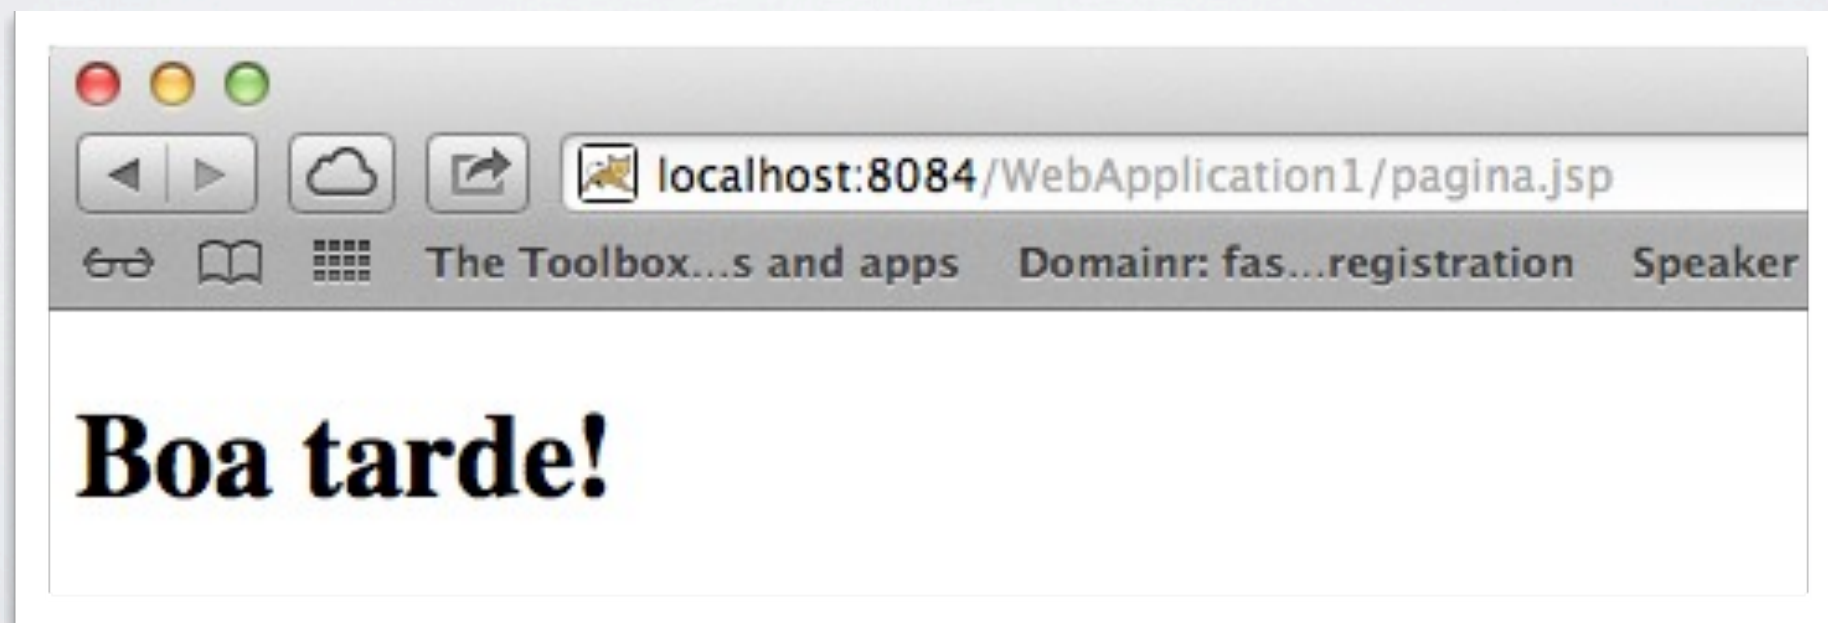 localhost:8084/WebApplication1/pagina.jsp
The Toolbox...s and apps Domainr: fas...registration Speaker
Boa tarde!